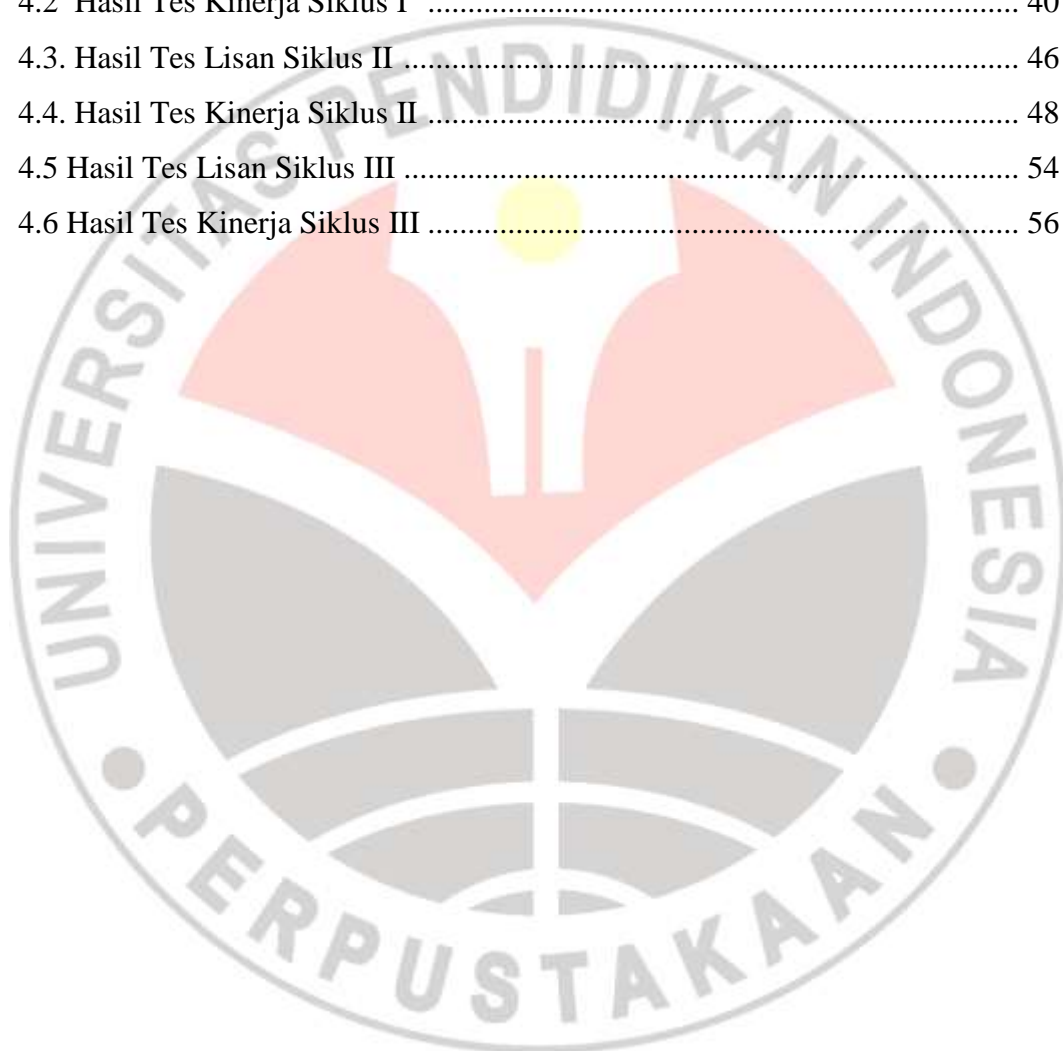 4.2 Hasil Tes Kinerja Siklus I ........................................................................... 40
4.3. Hasil Tes Lisan Siklus II ............................................................................. 46
4.4. Hasil Tes Kinerja Siklus II .......................................................................... 48
4.5 Hasil Tes Lisan Siklus III ............................................................................. 54
4.6 Hasil Tes Kinerja Siklus III .......................................................................... 56
UNIVERSITAS PENDIDIKAN INDONESIA
PERPUSTAKAAN